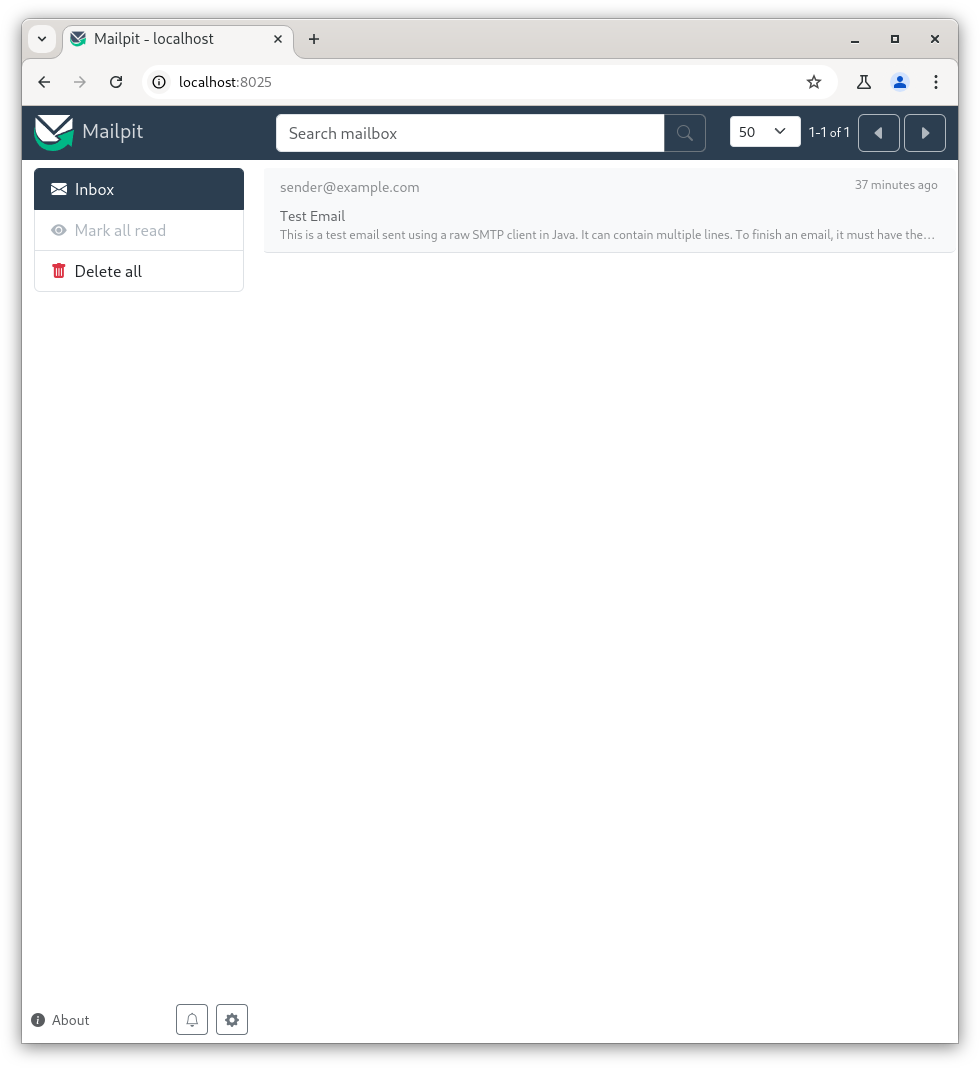 Mailpit - localhost
localhost:8025
Mailpit
Search mailbox
50
1-1 of 1
Inbox
Mark all read
Delete all
sender@example.com
37 minutes ago
Test Email
This is a test email sent using a raw SMTP client in Java. It can contain multiple lines. To finish an email, it must have the…
About